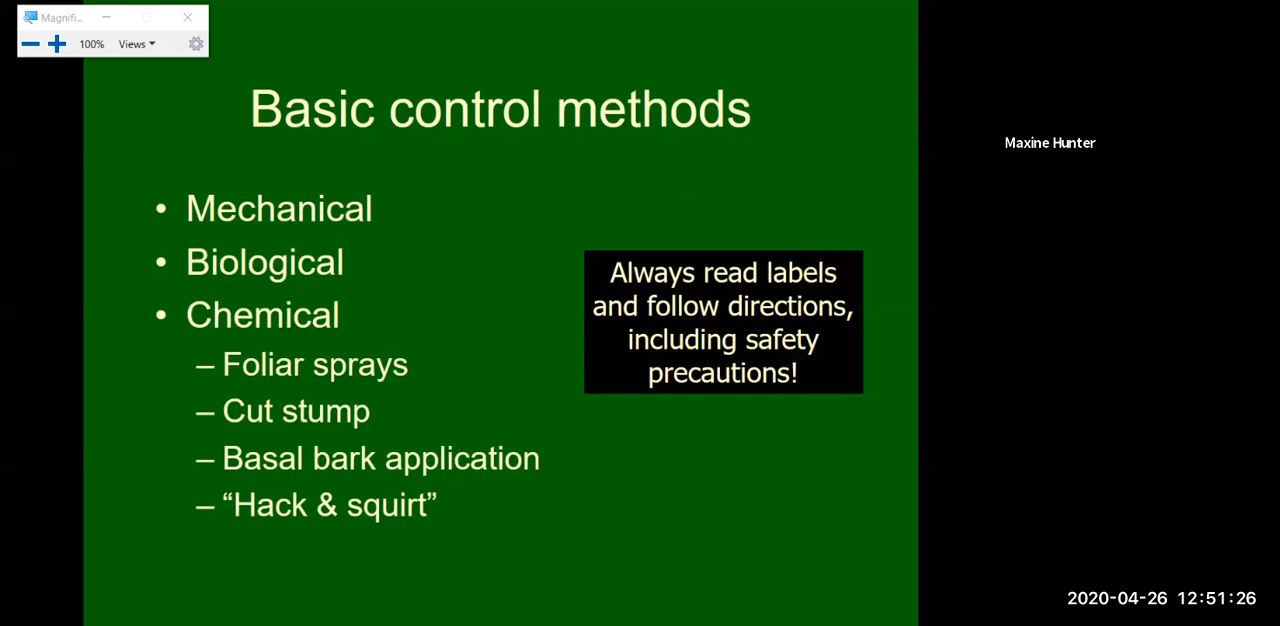 Magnifi...
100% Views
Basic control methods
Maxine Hunter
• Mechanical
• Biological
• Chemical
– Foliar sprays
– Cut stump
– Basal bark application
– “Hack & squirt”
Always read labels
and follow directions,
including safety
precautions!
2020-04-26 12:51:26